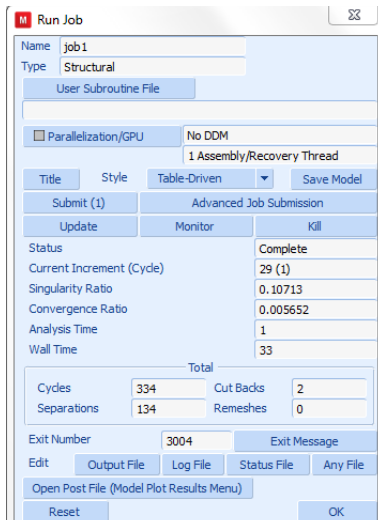 M Run Job
Name job1
Type Structural
User Subroutine File
Parallelization/GPU No DDM
1 Assembly/Recovery Thread
Title Style Table-Driven Save Model
Submit (1) Advanced Job Submission
Update Monitor Kill
Status Complete
Current Increment (Cycle) 29 (1)
Singularity Ratio 0.10713
Convergence Ratio 0.005652
Analysis Time 1
Wall Time 33
Total
Cycles 334 Cut Backs 2
Separations 134 Remeshes 0
Exit Number 3004 Exit Message
Edit Output File Log File Status File Any File
Open Post File (Model Plot Results Menu)
Reset OK